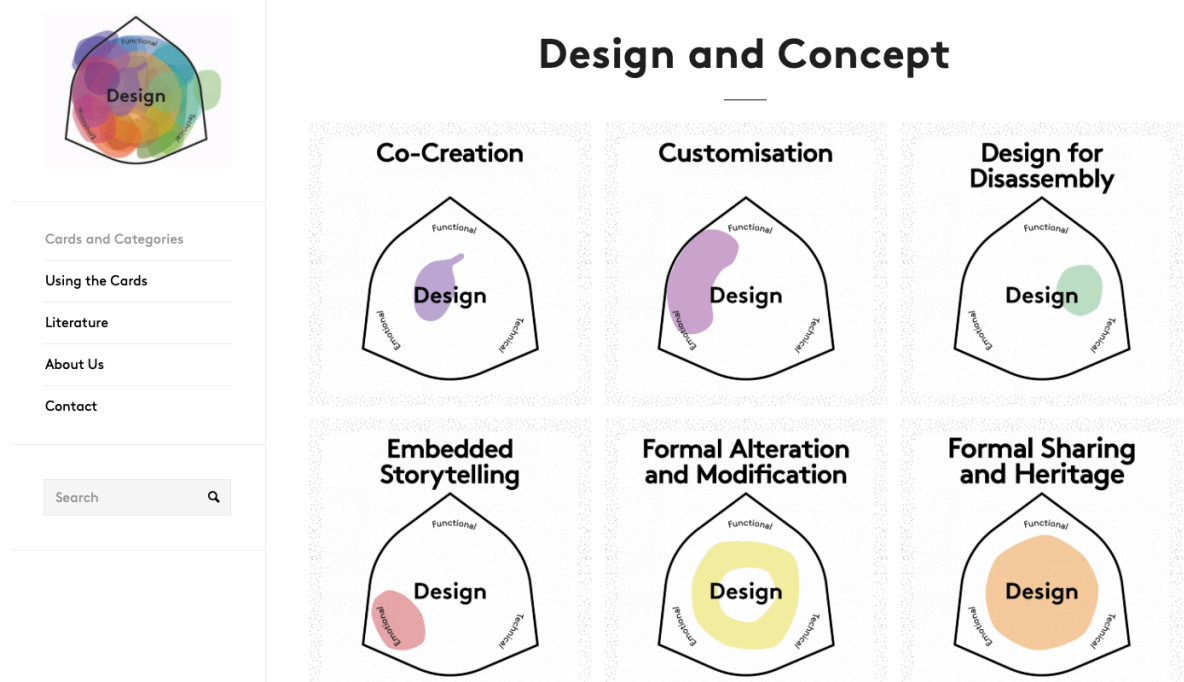 Functional
Design
Emotional
Technical
Cards and Categories
Using the Cards
Literature
About Us
Contact
Search
Design and Concept
Co-Creation
Functional
Design
Emotional
Technical
Customisation
Functional
Design
Emotional
Technical
Design for
Disassembly
Functional
Design
Emotional
Technical
Embedded
Storytelling
Functional
Design
Emotional
Technical
Formal Alteration
and Modification
Functional
Design
Emotional
Technical
Formal Sharing
and Heritage
Functional
Design
Emotional
Technical